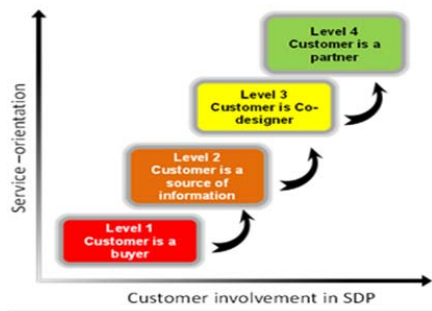 Level 4
Customer is a
partner
Level 3
Customer is Co-
designer
Level 2
Customer is a
source of
information
Level 1
Customer is a
buyer
Service –orientation
Customer involvement in SDP